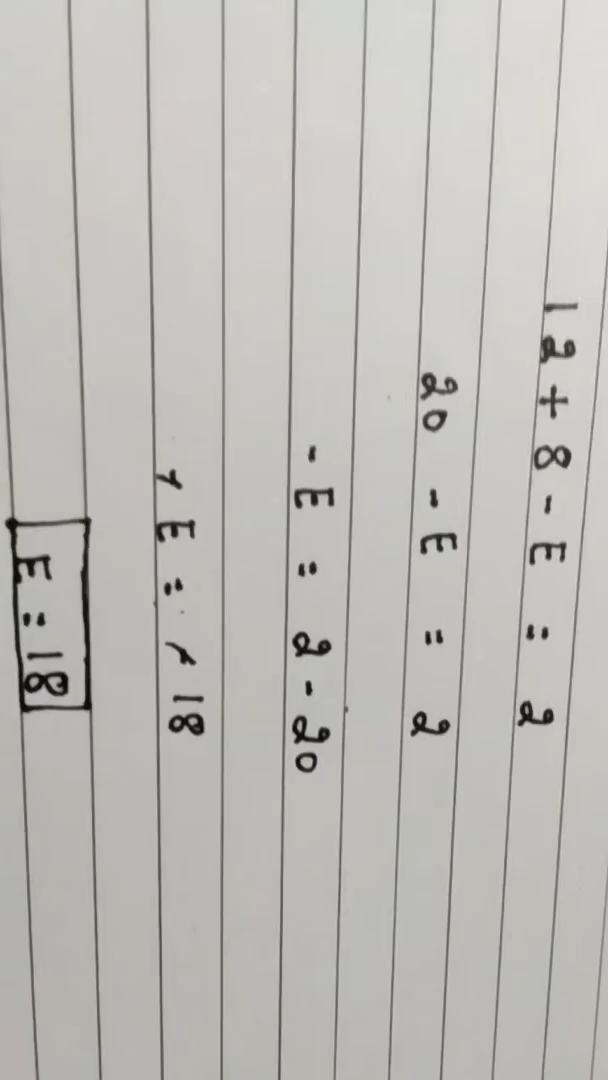 12 + 8 - E = 2
20 - E = 2
- E = 2 - 20
- E = - 18
E = 18